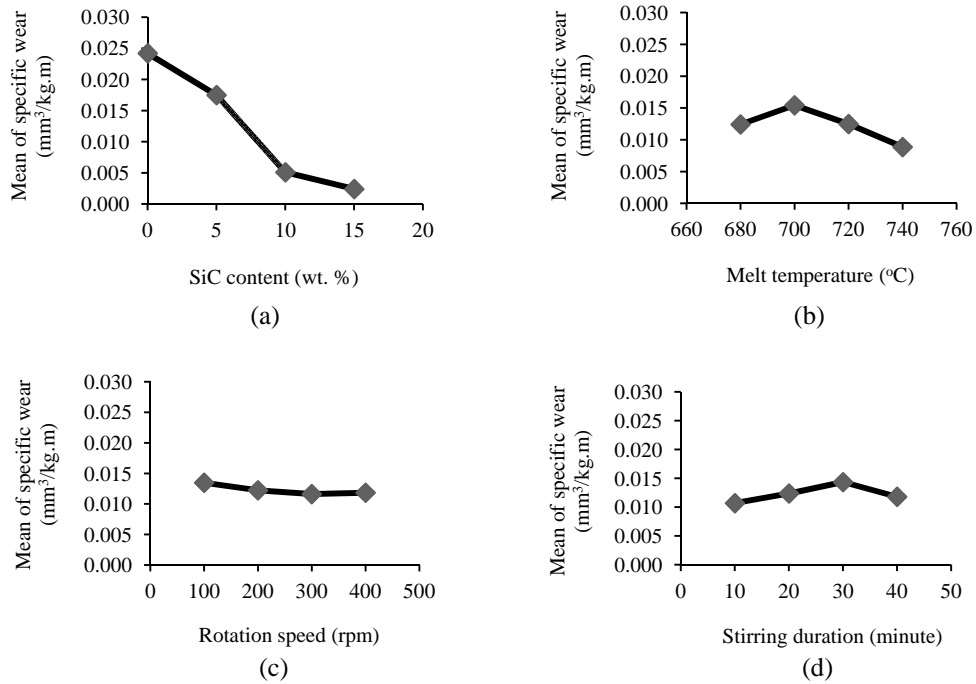 Mean of specific wear
(mm³/kg.m)
0.030
0.025
0.020
0.015
0.010
0.005
0.000
0 5 10 15 20
SiC content (wt. %)
(a)
Mean of specific wear
(mm³/kg.m)
0.030
0.025
0.020
0.015
0.010
0.005
0.000
660 680 700 720 740 760
Melt temperature (ºC)
(b)
Mean of specific wear
(mm³/kg.m)
0.030
0.025
0.020
0.015
0.010
0.005
0.000
0 100 200 300 400 500
Rotation speed (rpm)
(c)
Mean of specific wear
(mm³/kg.m)
0.030
0.025
0.020
0.015
0.010
0.005
0.000
0 10 20 30 40 50
Stirring duration (minute)
(d)